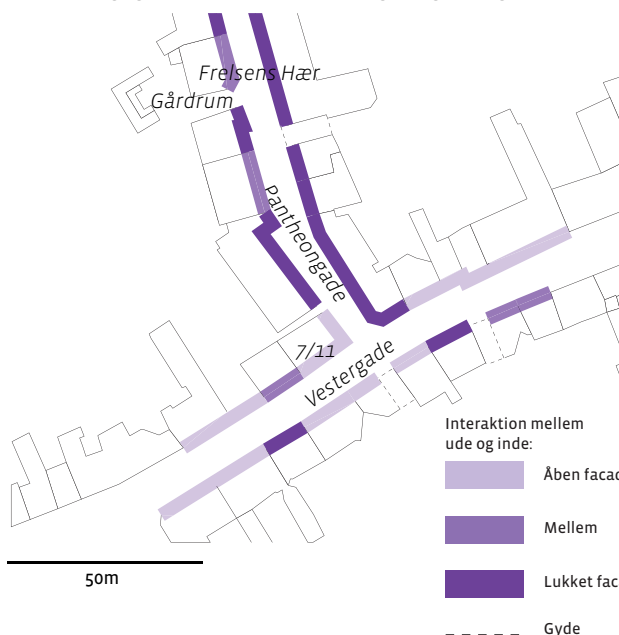 Frelsens Hær
Gårdrum
Pantheongade
7/11
Vestergade
Interaktion mellem
ude og inde:
Åben facad
Mellem
Lukket fac
Gyde
50m